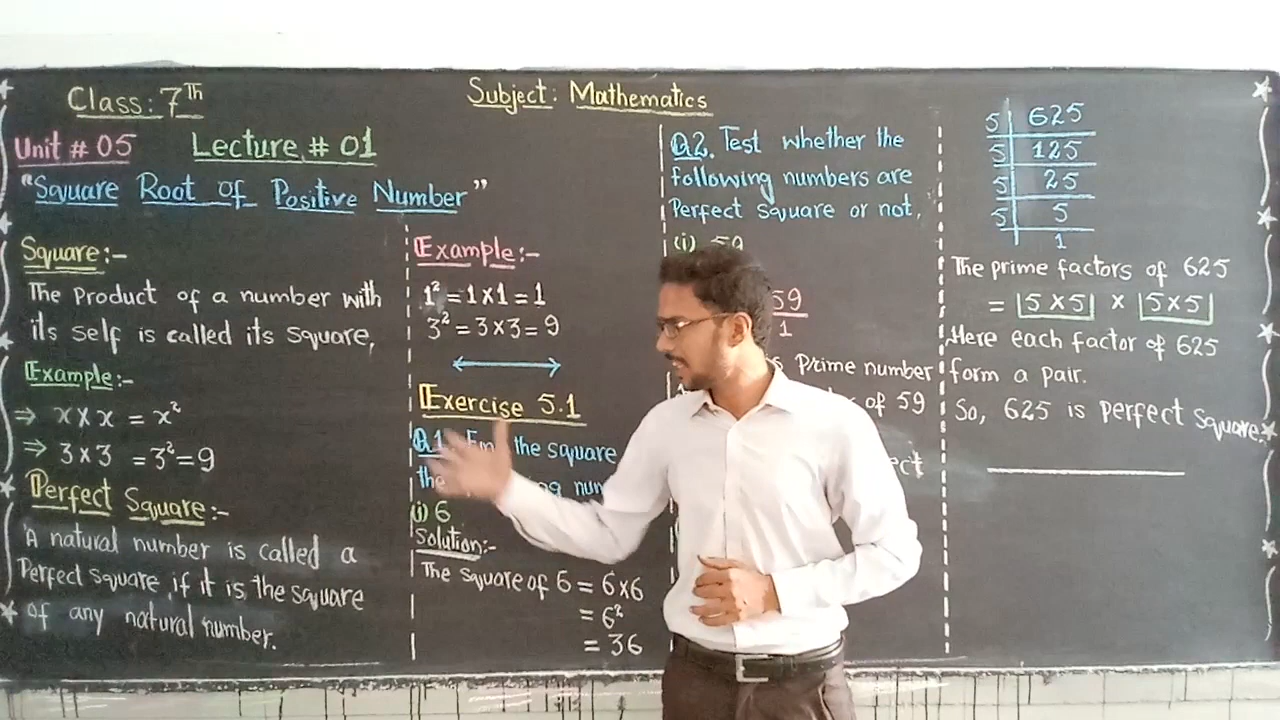 Class: 7Th
Subject: Mathematics
Unit # 05 Lecture # 01
"Square Root of Positive Number"
Square:-
The Product of a number with
its self is called its square,
Example:-
⇒ x × x = x²
⇒ 3×3 = 3² = 9
Perfect Square:-
A natural number is called a
Perfect square, if it is the square
of any natural number.
Example:-
1² = 1×1 = 1
3² = 3×3 = 9
Exercise 5.1
Q1. the square
the num
(i) 6
Solution:-
The square of 6 = 6×6
= 6²
= 36
Q2. Test whether the
following numbers are
Perfect square or not,
(i) 59
59
1
Prime number
of 59
5 | 625
5 | 125
5 | 25
5 | 5
1
The prime factors of 625
= 5×5 × 5×5
Here each factor of 625
form a pair.
So, 625 is perfect square.